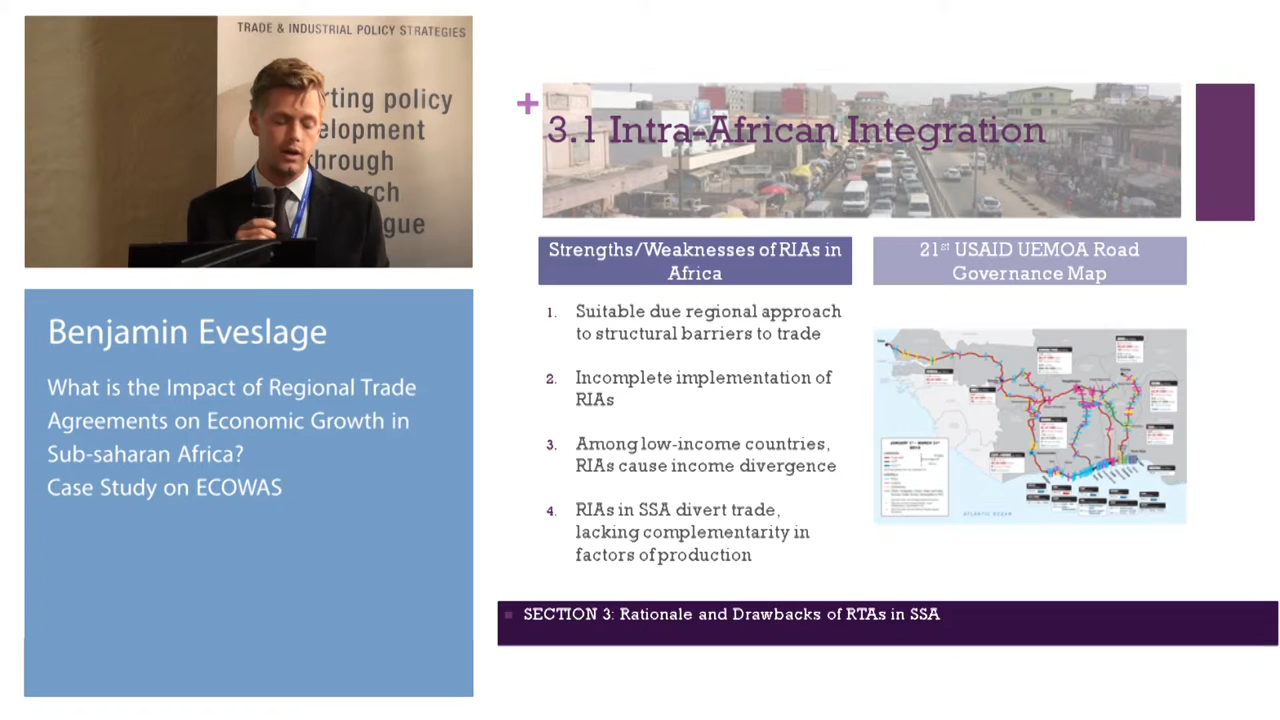 TRADE & INDUSTRIAL POLICY STRATEGIES
rting policy
elopment
through
rch
gue
Benjamin Eveslage
What is the Impact of Regional Trade
Agreements on Economic Growth in
Sub-saharan Africa?
Case Study on ECOWAS
+
3.1 Intra-African Integration
Strengths/Weaknesses of RIAs in
Africa
1. Suitable due regional approach
to structural barriers to trade
2. Incomplete implementation of
RIAs
3. Among low-income countries,
RIAs cause income divergence
4. RIAs in SSA divert trade,
lacking complementarity in
factors of production
21st USAID UEMOA Road
Governance Map
ATLANTIC OCEAN
SECTION 3: Rationale and Drawbacks of RTAs in SSA